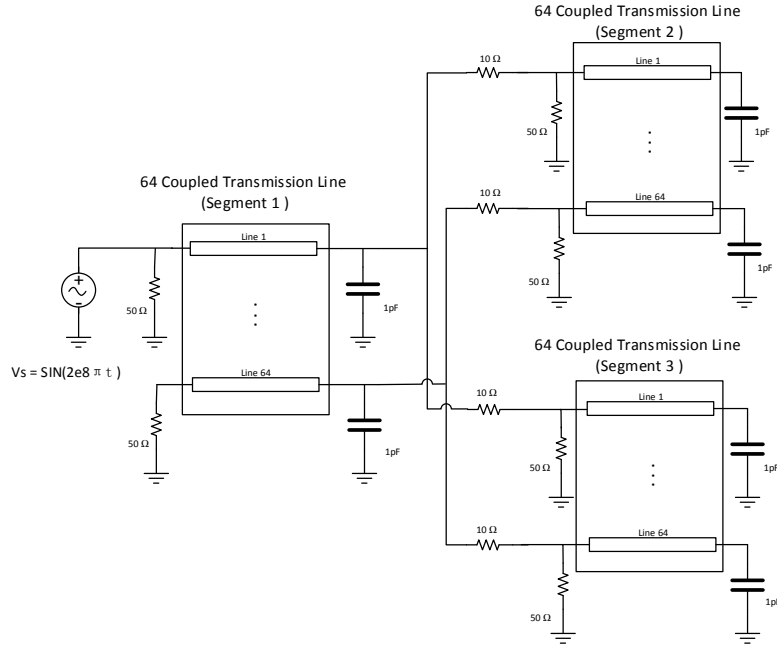 64 Coupled Transmission Line
(Segment 2 )
10 Ω
Line 1
50 Ω
1pF
10 Ω
Line 64
50 Ω
1pF
64 Coupled Transmission Line
(Segment 1 )
Line 1
50 Ω
1pF
Vs = SIN(2e8 π t )
Line 64
50 Ω
1pF
64 Coupled Transmission Line
(Segment 3 )
10 Ω
Line 1
50 Ω
1pF
10 Ω
Line 64
50 Ω
1pF